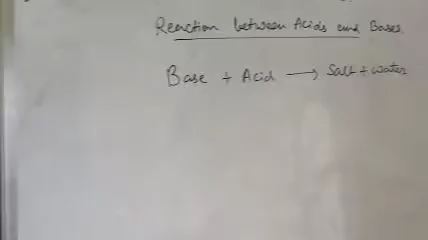 Reaction between Acids and Bases
Base + Acid → Salt + water